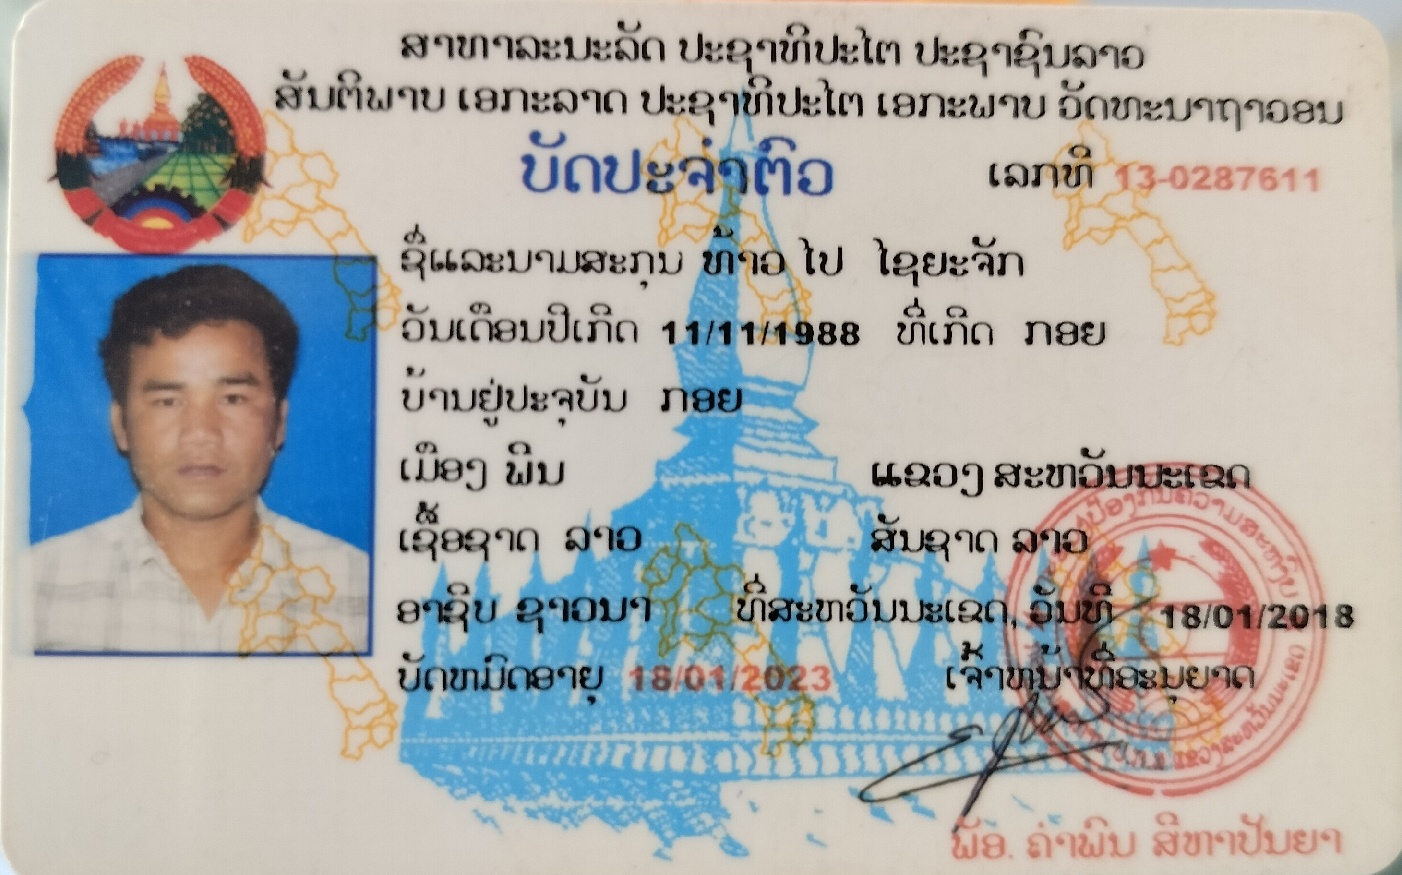 ສາທາລະນະລັດ ປະຊາທິປະໄຕ ປະຊາຊົນລາວ
ສັນຕິພາບ ເອກະລາດ ປະຊາທິປະໄຕ ເອກະພາບ ວັດທະນາຖາວອນ
ບັດປະຈຳຕົວ
ເລກທີ 13-0287611
ຊື່ແລະນາມສະກຸນ ທ້າວ ໄປ ໄຊຍະຈັກ
ວັນເດືອນປີເກີດ 11/11/1988 ທີ່ເກີດ ກອຍ
ບ້ານຢູ່ປະຈຸບັນ ກອຍ
ເມືອງ ພີນ ແຂວງ ສະຫວັນນະເຂດ
ເຊື້ອຊາດ ລາວ ສັນຊາດ ລາວ
ອາຊີບ ຊາວນາ ທີ່ສະຫວັນນະເຂດ, ວັນທີ 18/01/2018
ບັດຫມົດອາຍຸ 18/01/2023 ເຈົ້າຫນ້າທີ່ອະນຸຍາດ
ພັອ. ຄຳພົນ ສີຫາປັນຍາ